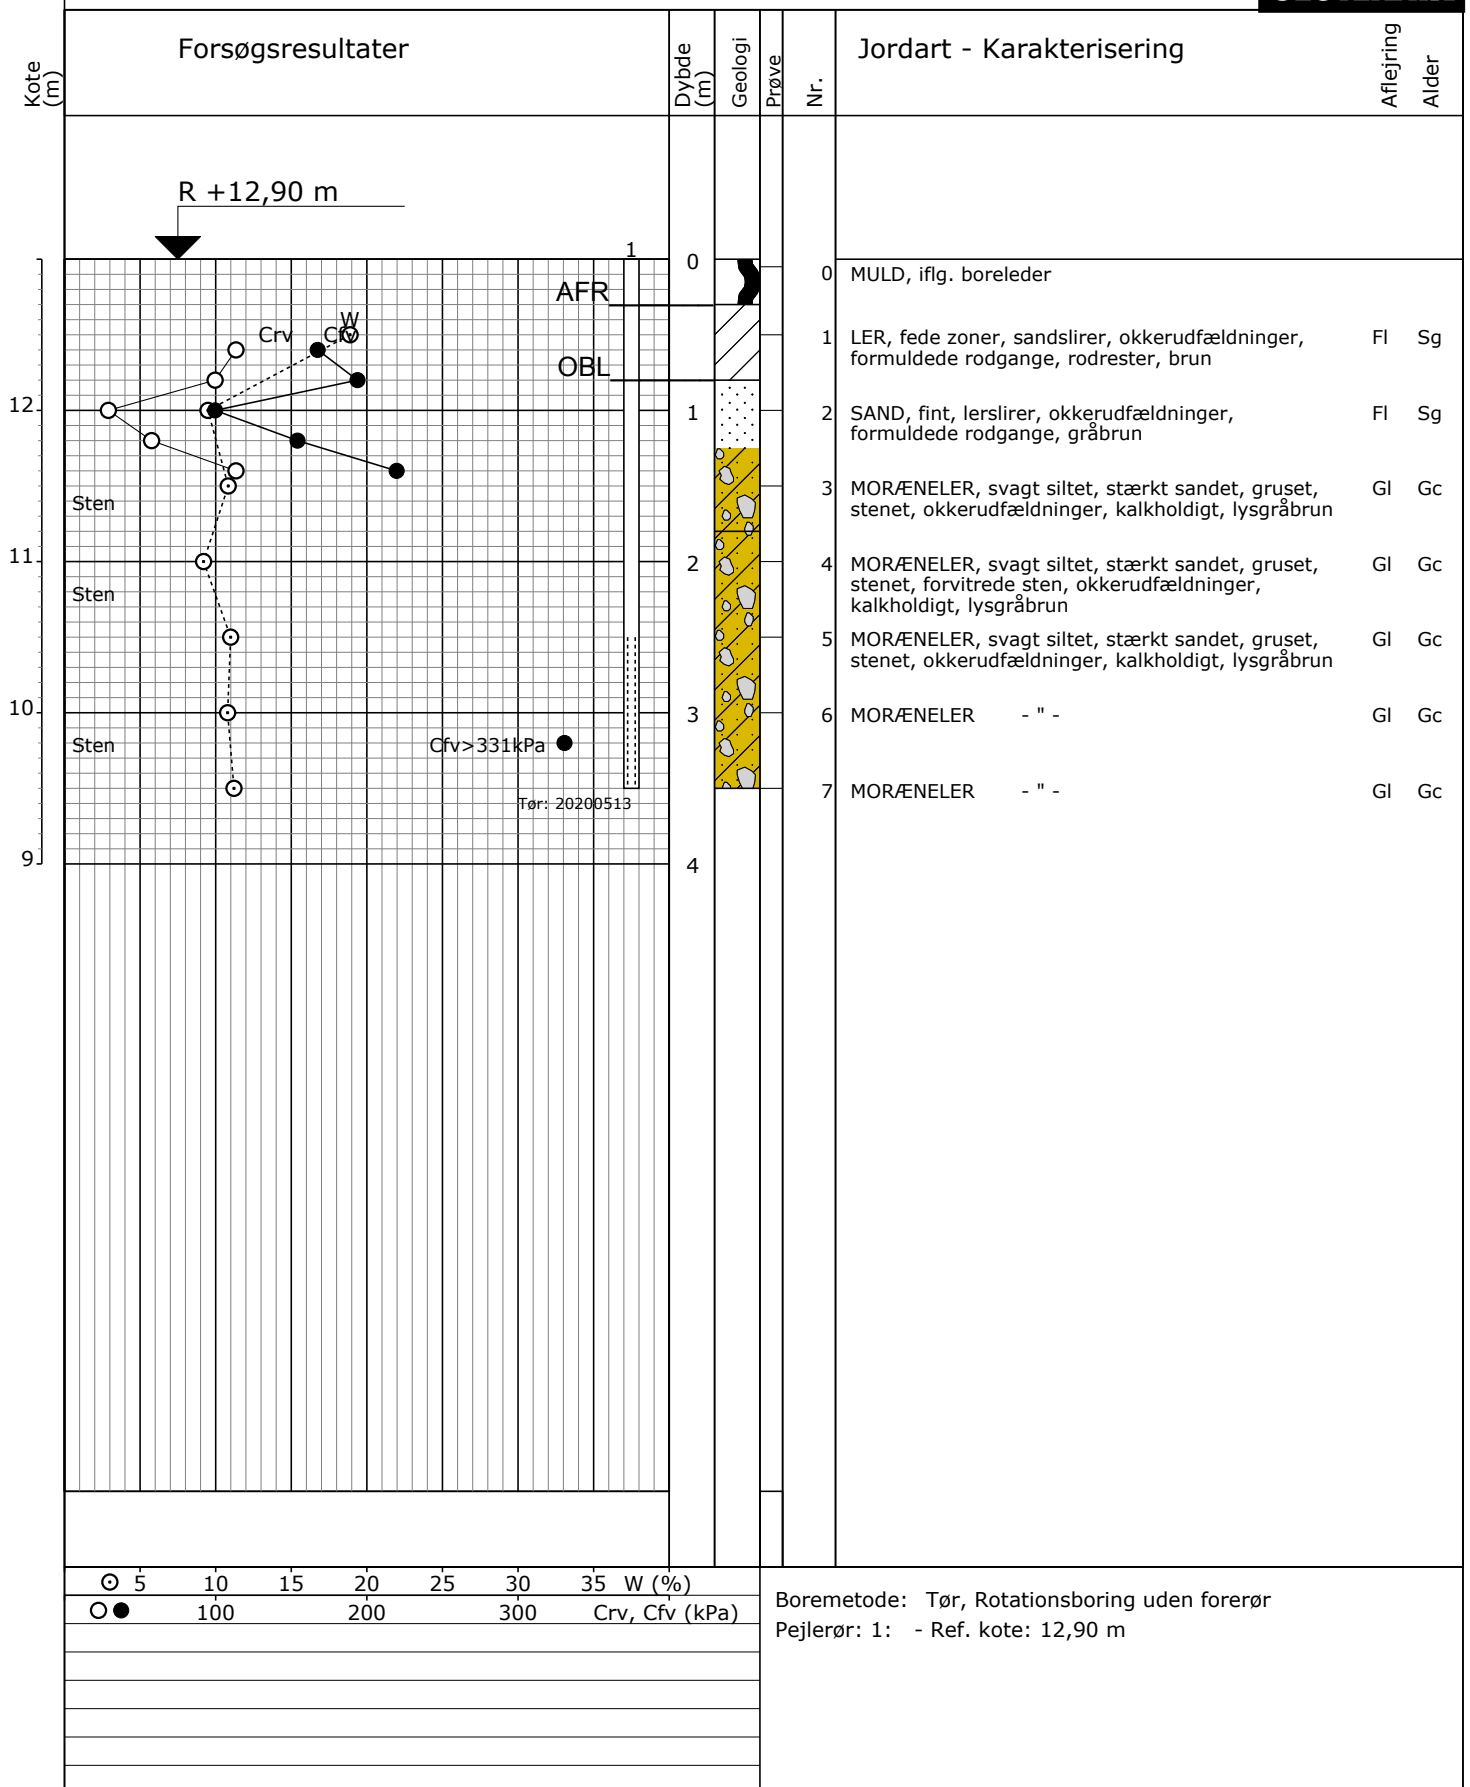 Forsøgsresultater
Jordart - Karakterisering
Kote
(m)
Dybde
(m)
Geologi
Prøve
Nr.
Aflejring
Alder
R +12,90 m
1
0
AFR
0 MULD, iflg. boreleder
W
Crv
Cfv
1 LER, fede zoner, sandslirer, okkerudfældninger, Fl Sg
formuldede rodgange, rodrester, brun
OBL
12
1
2 SAND, fint, lerslirer, okkerudfældninger, Fl Sg
formuldede rodgange, gråbrun
Sten
3 MORÆNELER, svagt siltet, stærkt sandet, gruset, Gl Gc
stenet, okkerudfældninger, kalkholdigt, lysgråbrun
11
2
4 MORÆNELER, svagt siltet, stærkt sandet, gruset, Gl Gc
stenet, forvitrede sten, okkerudfældninger,
kalkholdigt, lysgråbrun
Sten
5 MORÆNELER, svagt siltet, stærkt sandet, gruset, Gl Gc
stenet, okkerudfældninger, kalkholdigt, lysgråbrun
10
3
6 MORÆNELER - " - Gl Gc
Sten
Cfv>331kPa
7 MORÆNELER - " - Gl Gc
Tør: 20200513
9
4
5 10 15 20 25 30 35 W (%)
100 200 300 Crv, Cfv (kPa)
Boremetode: Tør, Rotationsboring uden forerør
Pejlerør: 1: - Ref. kote: 12,90 m